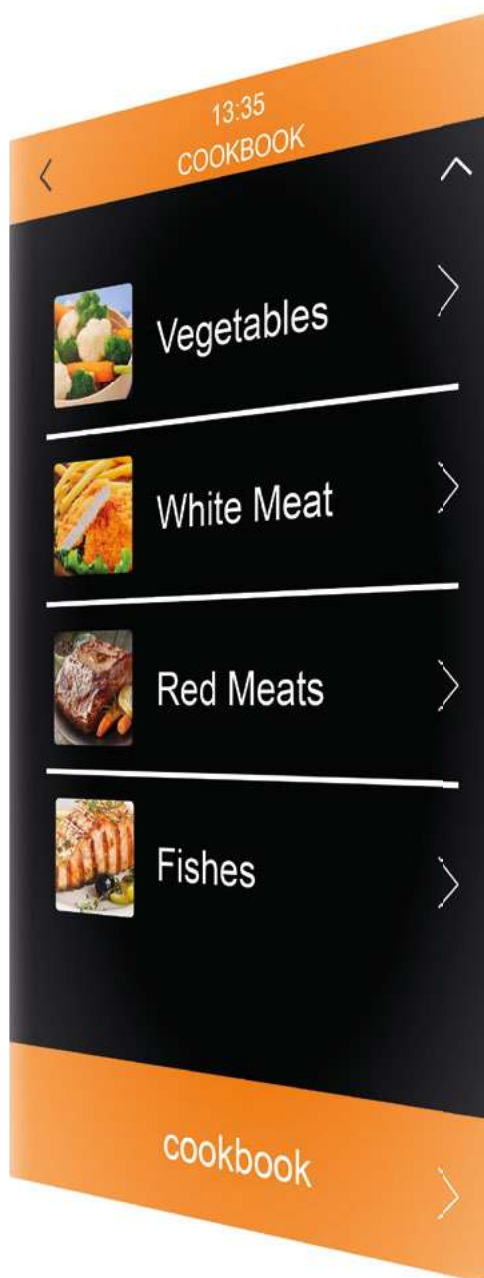 13:35
COOKBOOK
Vegetables
White Meat
Red Meats
Fishes
cookbook